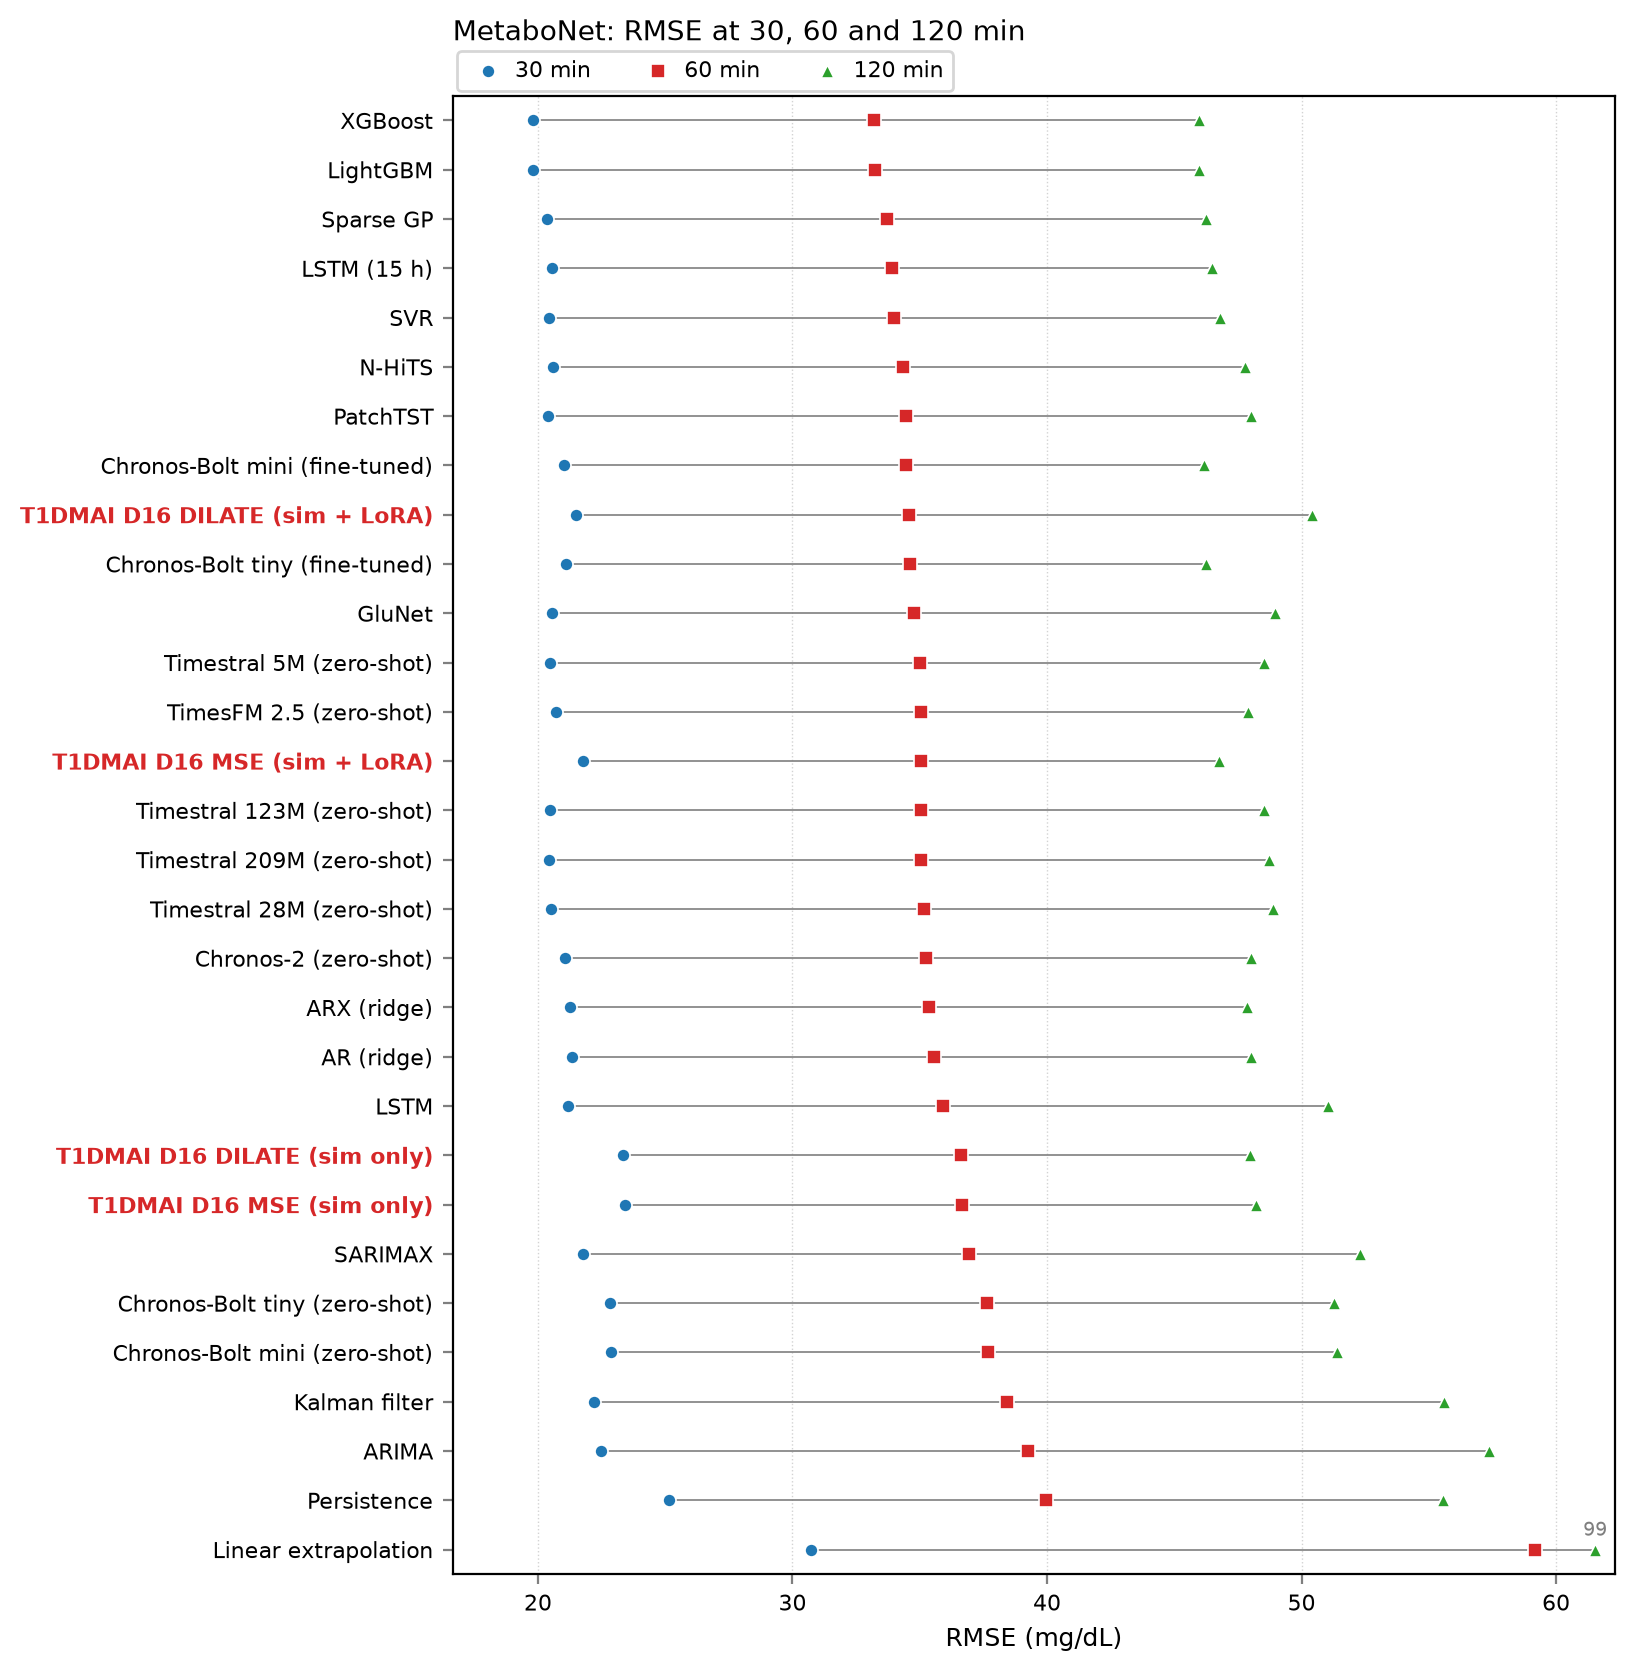 MetaboNet: RMSE at 30, 60 and 120 min
30 min
60 min
120 min
XGBoost
LightGBM
Sparse GP
LSTM (15 h)
SVR
N-HiTS
PatchTST
Chronos-Bolt mini (fine-tuned)
T1DMAI D16 DILATE (sim + LoRA)
Chronos-Bolt tiny (fine-tuned)
GluNet
Timestral 5M (zero-shot)
TimesFM 2.5 (zero-shot)
T1DMAI D16 MSE (sim + LoRA)
Timestral 123M (zero-shot)
Timestral 209M (zero-shot)
Timestral 28M (zero-shot)
Chronos-2 (zero-shot)
ARX (ridge)
AR (ridge)
LSTM
T1DMAI D16 DILATE (sim only)
T1DMAI D16 MSE (sim only)
SARIMAX
Chronos-Bolt tiny (zero-shot)
Chronos-Bolt mini (zero-shot)
Kalman filter
ARIMA
Persistence
99
Linear extrapolation
20
30
40
50
60
RMSE (mg/dL)